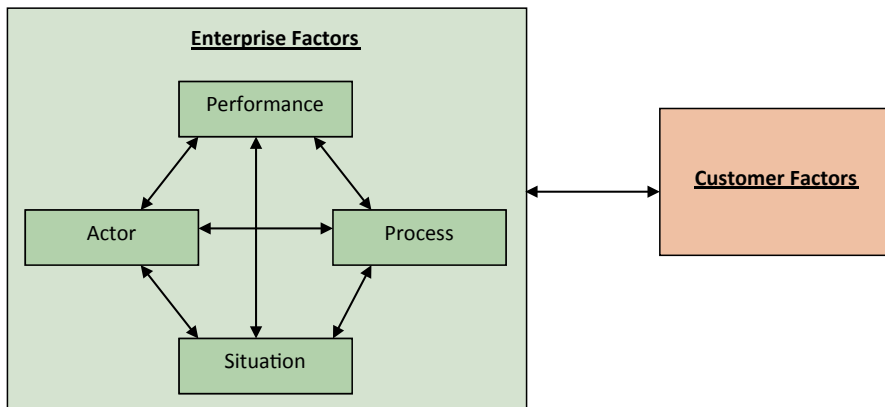 Enterprise Factors
Performance
Customer Factors
Actor
Process
Situation